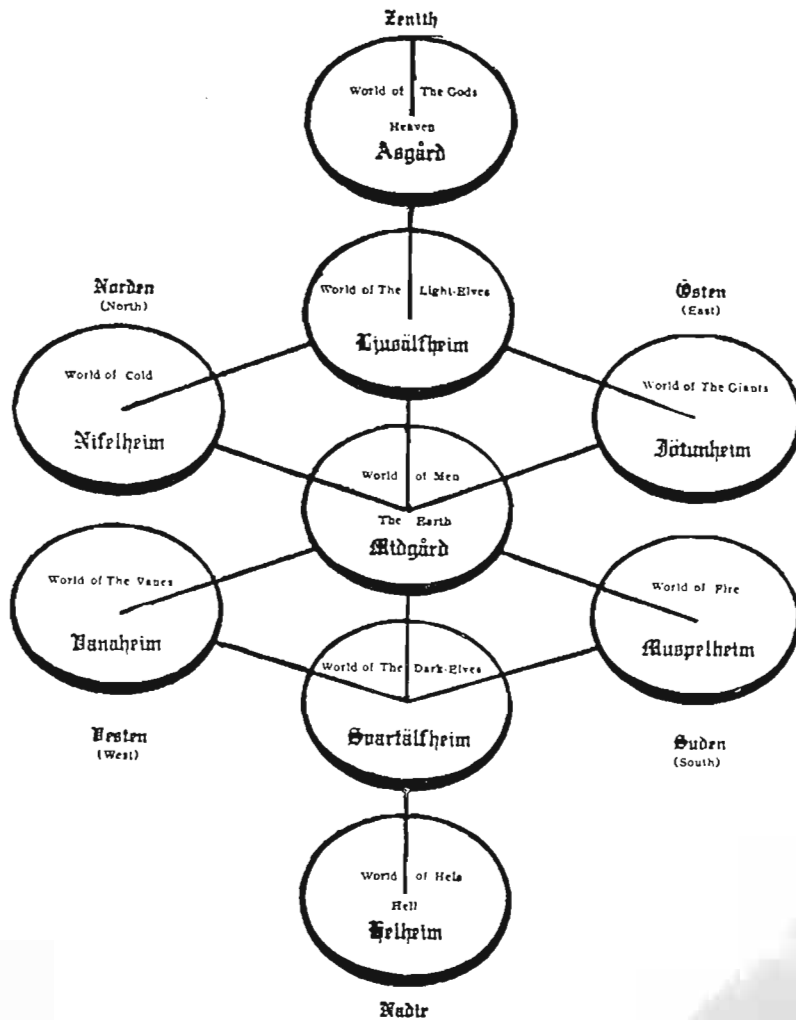 Zenith
World of The Gods
Heaven
Asgård
World of The Light-Elves
Ljusälfheim
Norden
(North)
World of Cold
Nifelheim
Östen
(East)
World of The Giants
Jötunheim
World of Men
The Earth
Midgård
World of The Vanes
Vanaheim
Vesten
(West)
World of Fire
Muspelheim
Suden
(South)
World of The Dark-Elves
Svartälfheim
World of Hela
Hell
Helheim
Nadir